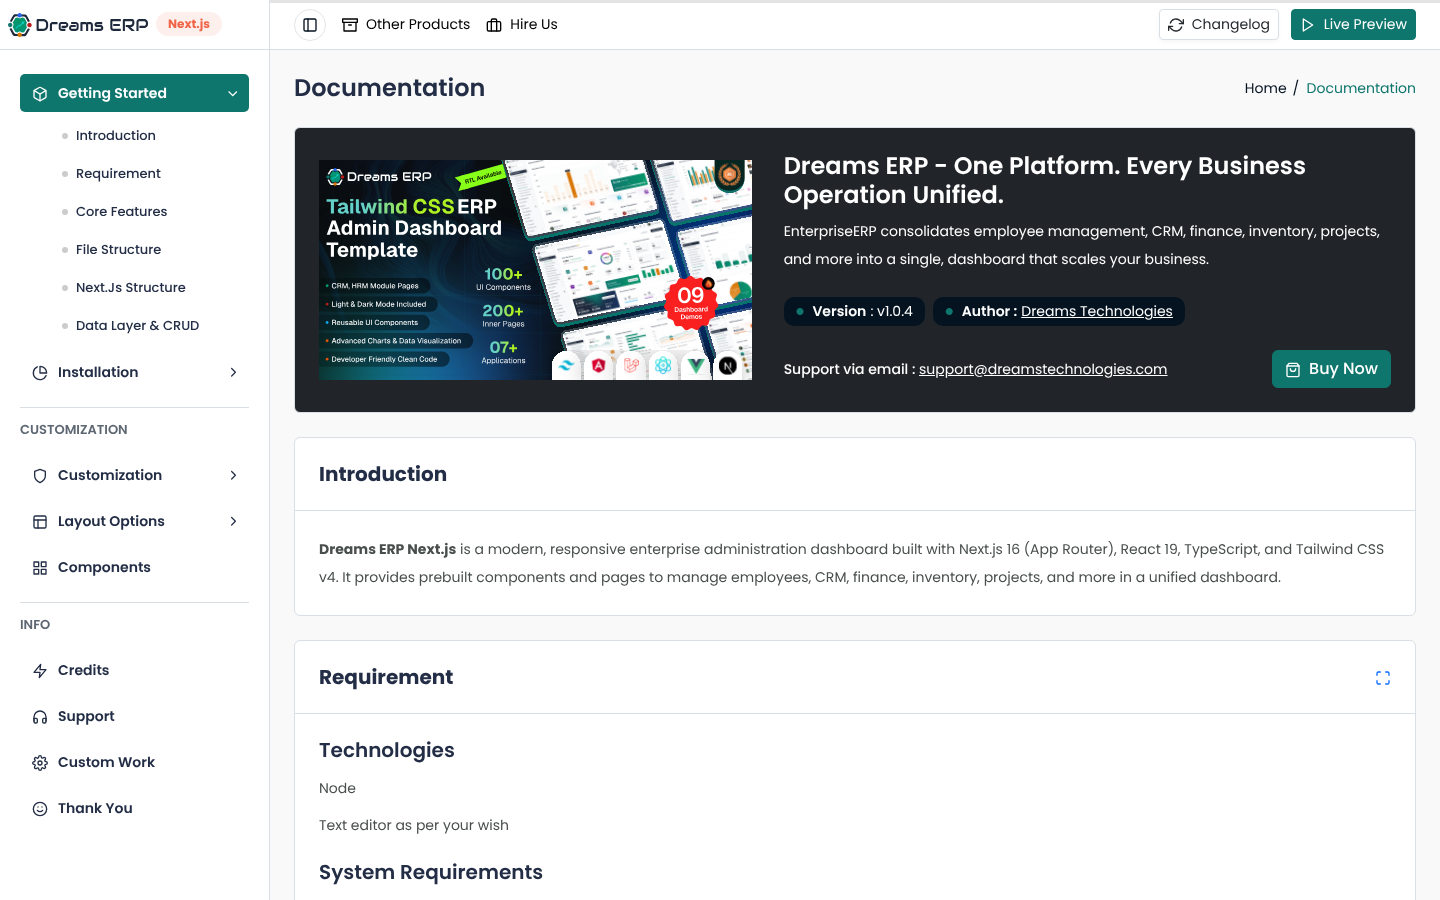 Dreams ERP Next.js
Other Products
Hire Us
Changelog
Live Preview
Getting Started
Introduction
Requirement
Core Features
File Structure
Next.Js Structure
Data Layer & CRUD
Installation
CUSTOMIZATION
Customization
Layout Options
Components
INFO
Credits
Support
Custom Work
Thank You
Documentation
Home / Documentation
Dreams ERP
RTL Available
Tailwind CSS ERP
Admin Dashboard
Template
CRM, HRM Module Pages
Light & Dark Mode Included
Reusable UI Components
Advanced Charts & Data Visualization
Developer Friendly Clean Code
100+
UI Components
200+
Inner Pages
07+
Applications
09
Dashboard
Demos
Dreams ERP - One Platform. Every Business
Operation Unified.
EnterpriseERP consolidates employee management, CRM, finance, inventory, projects,
and more into a single, dashboard that scales your business.
Version : v1.0.4
Author : Dreams Technologies
Support via email : support@dreamstechnologies.com
Buy Now
Introduction
Dreams ERP Next.js is a modern, responsive enterprise administration dashboard built with Next.js 16 (App Router), React 19, TypeScript, and Tailwind CSS
v4. It provides prebuilt components and pages to manage employees, CRM, finance, inventory, projects, and more in a unified dashboard.
Requirement
Technologies
Node
Text editor as per your wish
System Requirements